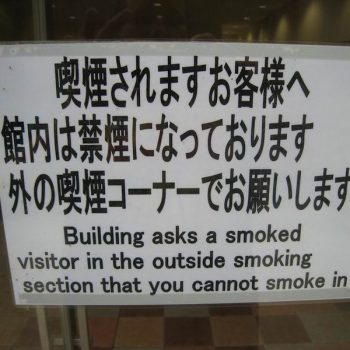 喫煙されますお客様へ
館内は禁煙になっております
外の喫煙コーナーでお願いします
Building asks a smoked
visitor in the outside smoking
section that you cannot smoke in